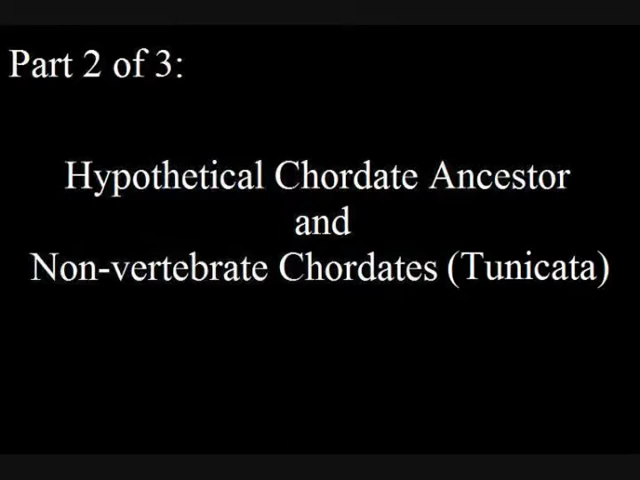 Part 2 of 3:
Hypothetical Chordate Ancestor
and
Non-vertebrate Chordates (Tunicata)